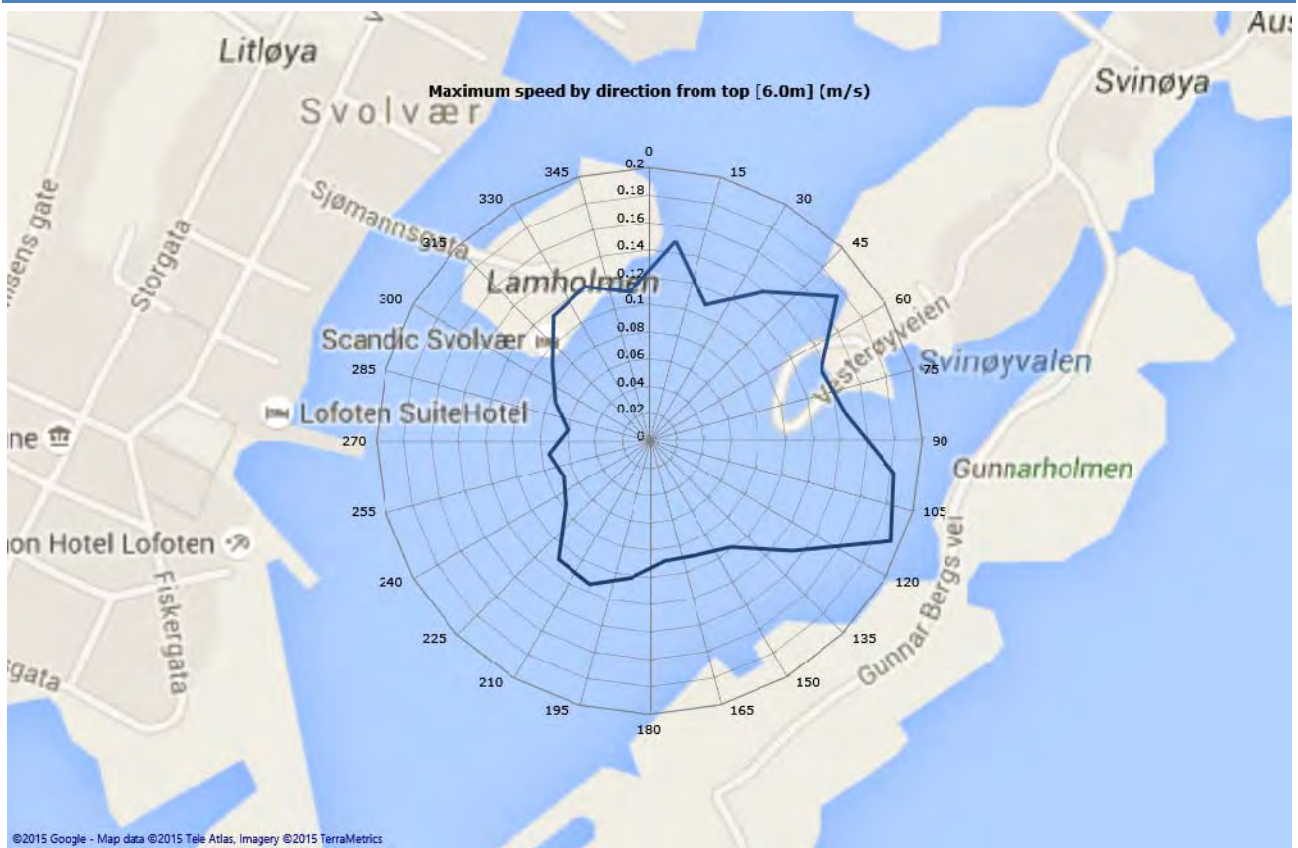 Litløya
Aus
Svinøya
Maximum speed by direction from top [6.0m] (m/s)
Svolvær
0
0.2
345
15
0.18
330
30
0.16
Sjømannsgata
315
0.14
45
nsens gate
Storgata
0.12
Lamholmen
300
0.1
60
Vesterøyveien
Scandic Svolvær
0.08
Svinøyvalen
285
0.06
75
0.04
Lofoten SuiteHotel
0.02
ne
270
0
90
Gunnarholmen
255
105
on Hotel Lofoten
Fiskergata
240
120
Gunnar Bergs vei
225
135
sgata
210
150
195
165
180
©2015 Google - Map data ©2015 Tele Atlas, Imagery ©2015 TerraMetrics